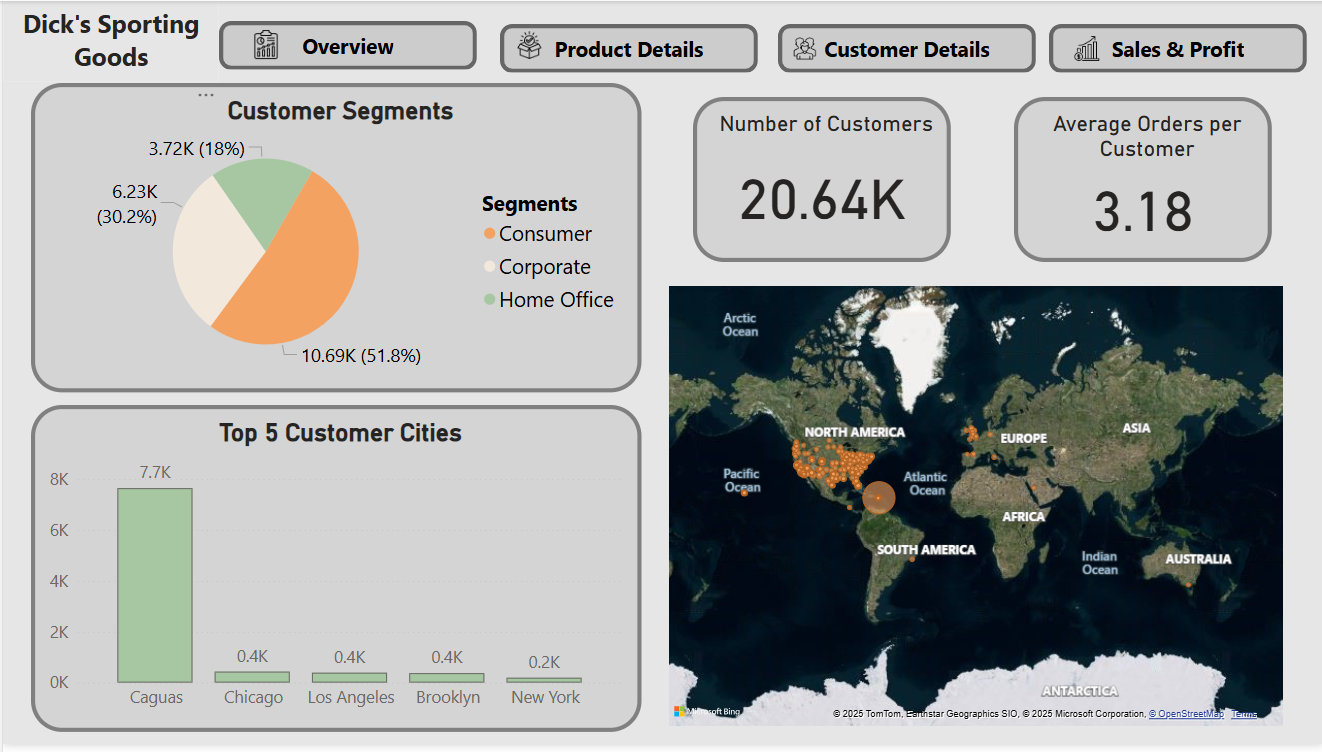 Dick's Sporting
Goods
Overview
Product Details
Customer Details
Sales & Profit
...
Customer Segments
3.72K (18%)
6.23K
(30.2%)
10.69K (51.8%)
Segments
Consumer
Corporate
Home Office
Number of Customers
20.64K
Average Orders per
Customer
3.18
Top 5 Customer Cities
8K
6K
4K
2K
0K
7.7K
0.4K
0.4K
0.4K
0.2K
Caguas
Chicago
Los Angeles
Brooklyn
New York
Arctic
Ocean
NORTH AMERICA
EUROPE
ASIA
Pacific
Ocean
Atlantic
Ocean
AFRICA
SOUTH AMERICA
Indian
Ocean
AUSTRALIA
ANTARCTICA
Microsoft Bing
© 2025 TomTom, Earthstar Geographics SIO, © 2025 Microsoft Corporation, © OpenStreetMap Terms